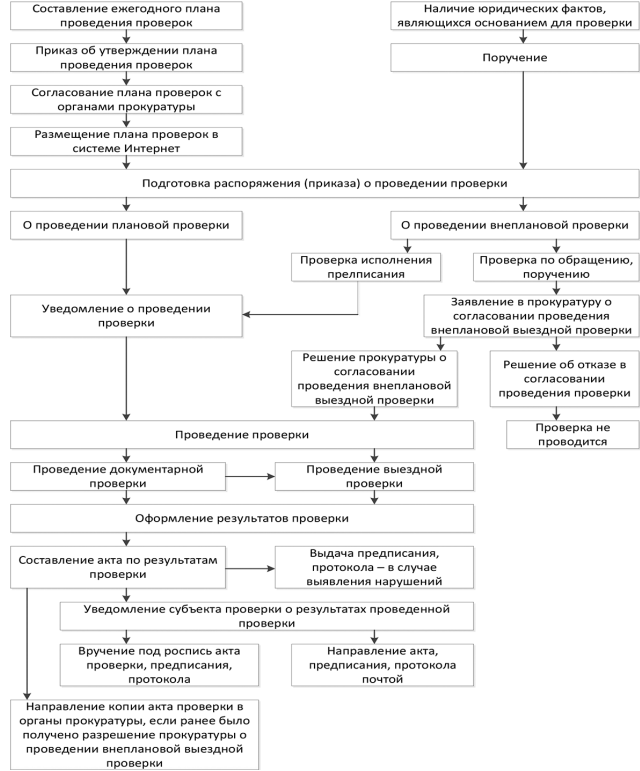 Составление ежегодного плана
проведения проверок
Наличие юридических фактов,
являющихся основанием для проверки
Приказ об утверждении плана
проведения проверок
Поручение
Согласование плана проверок с
органами прокуратуры
Размещение плана проверок в
системе Интернет
Подготовка распоряжения (приказа) о проведении проверки
О проведении плановой проверки
О проведении внеплановой проверки
Проверка исполнения
прелписания
Проверка по обращению,
поручению
Уведомление о проведении
проверки
Заявление в прокуратуру о
согласовании проведения
внеплановой выездной проверки
Решение прокуратуры о
согласовании
проведения внеплановой
выездной проверки
Решение об отказе в
согласовании
проведения проверки
Проверка не
проводится
Проведение проверки
Проведение документарной
проверки
Проведение выездной
проверки
Оформление результатов проверки
Составление акта по результатам
проверки
Выдача предписания,
протокола – в случае
выявления нарушений
Уведомление субъекта проверки о результатах проведенной
проверки
Вручение под роспись акта
проверки, предписания,
протокола
Направление акта,
предписания, протокола
почтой
Направление копии акта проверки в
органы прокуратуры, если ранее было
получено разрешение прокуратуры о
проведении внеплановой выездной
проверки